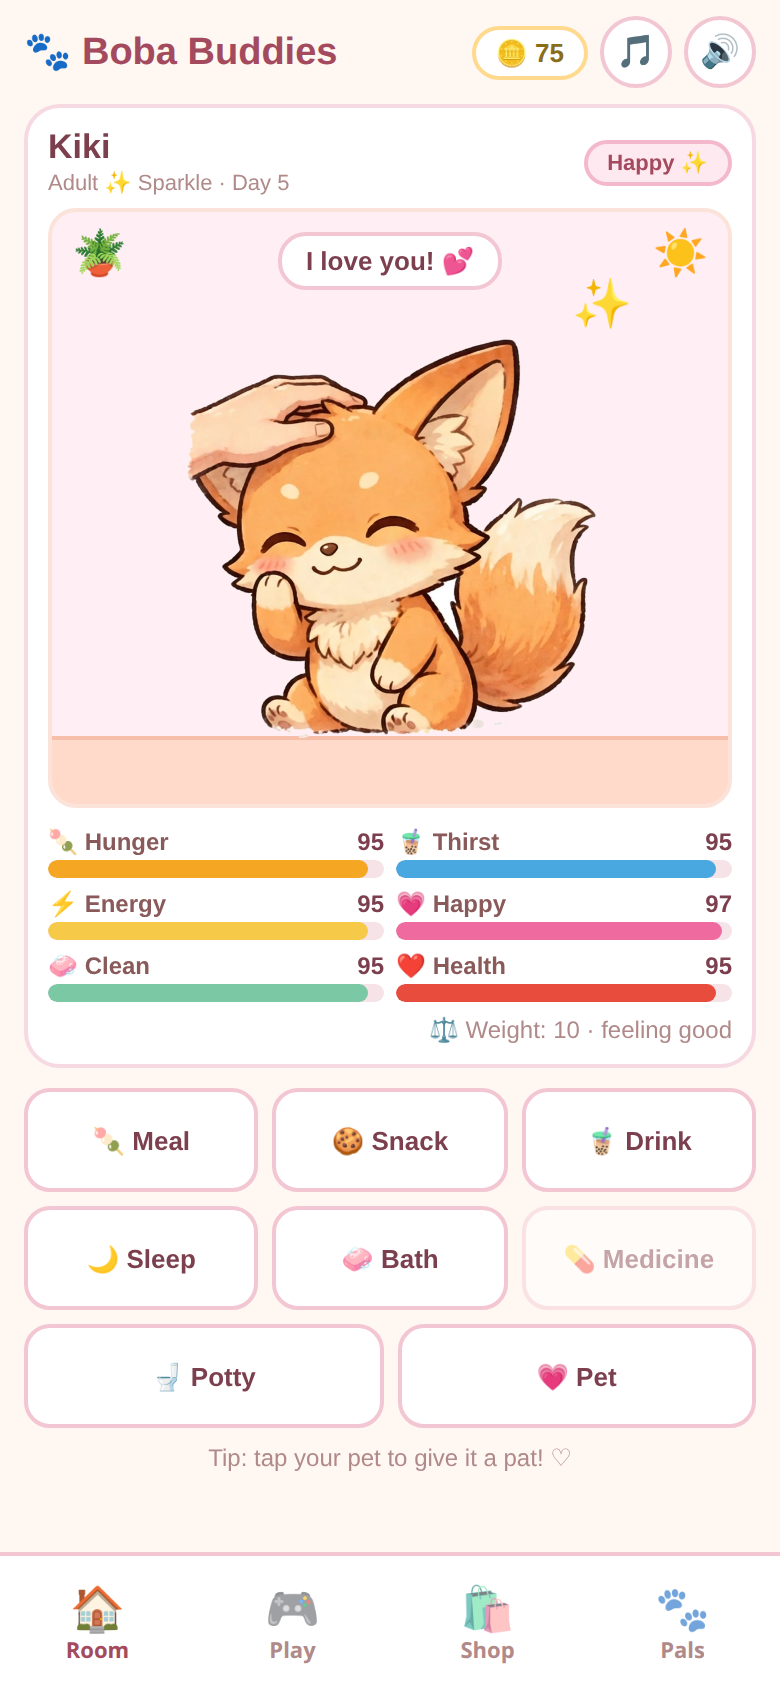 🐾 Boba Buddies
🪙 75
🎵
🔊
Kiki
Adult ✨ Sparkle · Day 5
Happy ✨
I love you! 💕
🍡 Hunger 95
🧋 Thirst 95
⚡ Energy 95
💗 Happy 97
🧼 Clean 95
❤️ Health 95
⚖️ Weight: 10 · feeling good
🍡 Meal
🍪 Snack
🧋 Drink
🌙 Sleep
🧼 Bath
💊 Medicine
🚽 Potty
💗 Pet
Tip: tap your pet to give it a pat! ♡
Room
Play
Shop
Pals